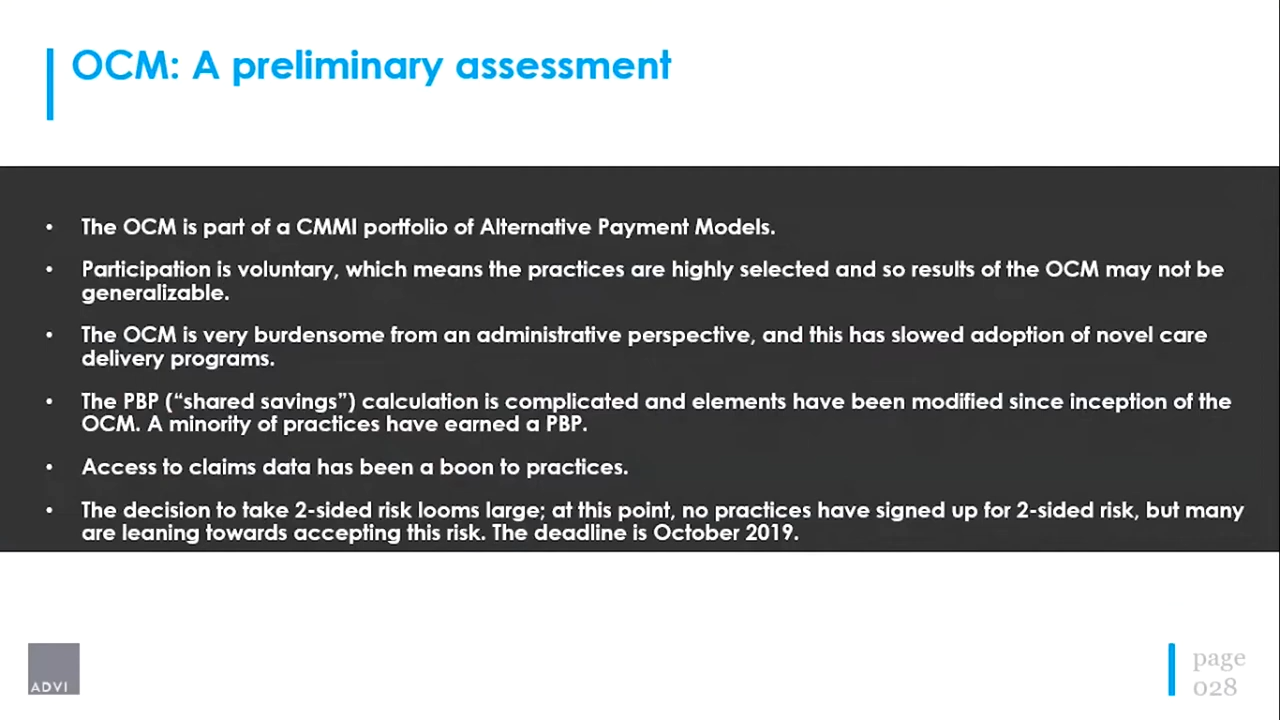 OCM: A preliminary assessment
• The OCM is part of a CMMI portfolio of Alternative Payment Models.
• Participation is voluntary, which means the practices are highly selected and so results of the OCM may not be
generalizable.
• The OCM is very burdensome from an administrative perspective, and this has slowed adoption of novel care
delivery programs.
• The PBP (“shared savings”) calculation is complicated and elements have been modified since inception of the
OCM. A minority of practices have earned a PBP.
• Access to claims data has been a boon to practices.
• The decision to take 2-sided risk looms large; at this point, no practices have signed up for 2-sided risk, but many
are leaning towards accepting this risk. The deadline is October 2019.
ADVI
page
028